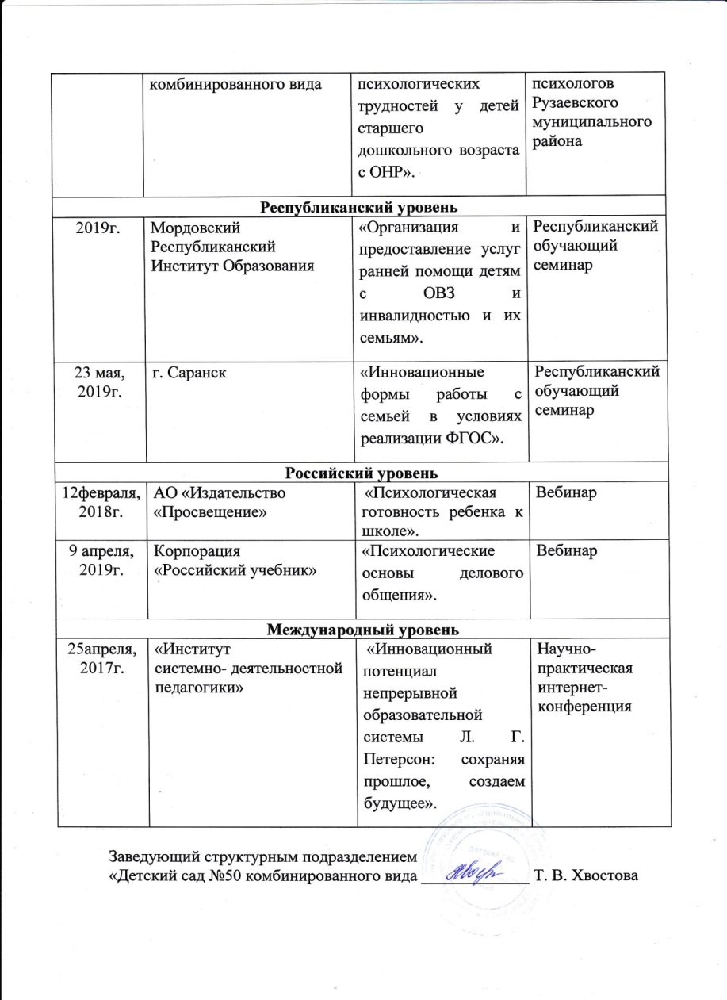 комбинированного вида
психологических
трудностей у детей
старшего
дошкольного возраста
с ОНР».
психологов
Рузаевского
муниципального
района
Республиканский уровень
2019г.
Мордовский
Республиканский
Институт Образования
«Организация и
предоставление услуг
ранней помощи детям
с ОВЗ и
инвалидностью и их
семьям».
Республиканский
обучающий
семинар
23 мая,
2019г.
г. Саранск
«Инновационные
формы работы с
семьей в условиях
реализации ФГОС».
Республиканский
обучающий
семинар
Российский уровень
12февраля,
2018г.
АО «Издательство
«Просвещение»
«Психологическая
готовность ребенка к
школе».
Вебинар
9 апреля,
2019г.
Корпорация
«Российский учебник»
«Психологические
основы делового
общения».
Вебинар
Международный уровень
25апреля,
2017г.
«Институт
системно- деятельностной
педагогики»
«Инновационный
потенциал
непрерывной
образовательной
системы Л. Г.
Петерсон: сохраняя
прошлое, создаем
будущее».
Научно-
практическая
интернет-
конференция
Заведующий структурным подразделением
«Детский сад №50 комбинированного вида ____________ Т. В. Хвостова